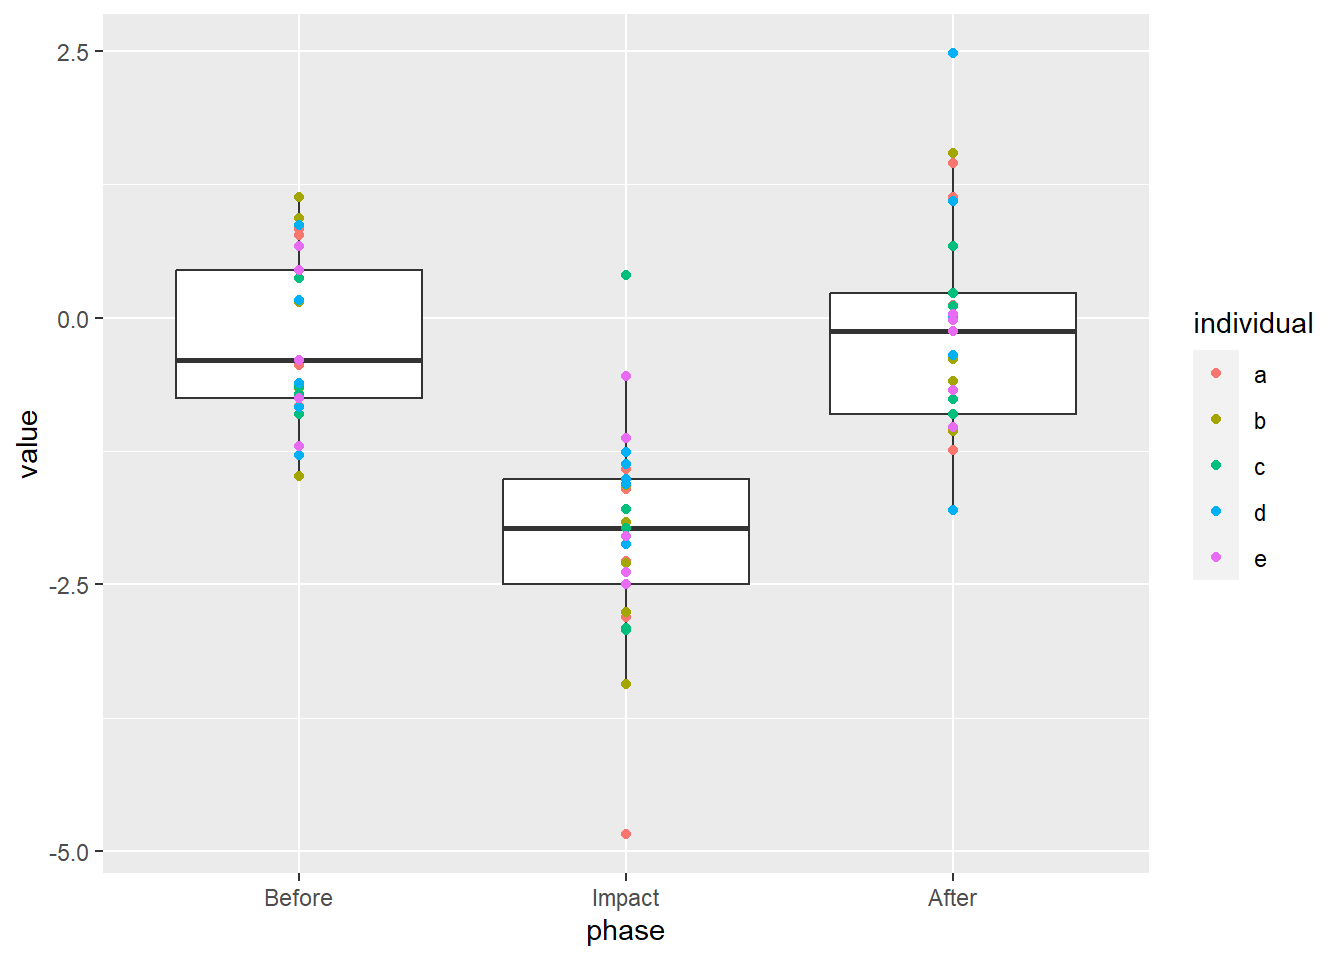 2.5
0.0
-2.5
-5.0
value
Before
Impact
After
phase
individual
a
b
c
d
e